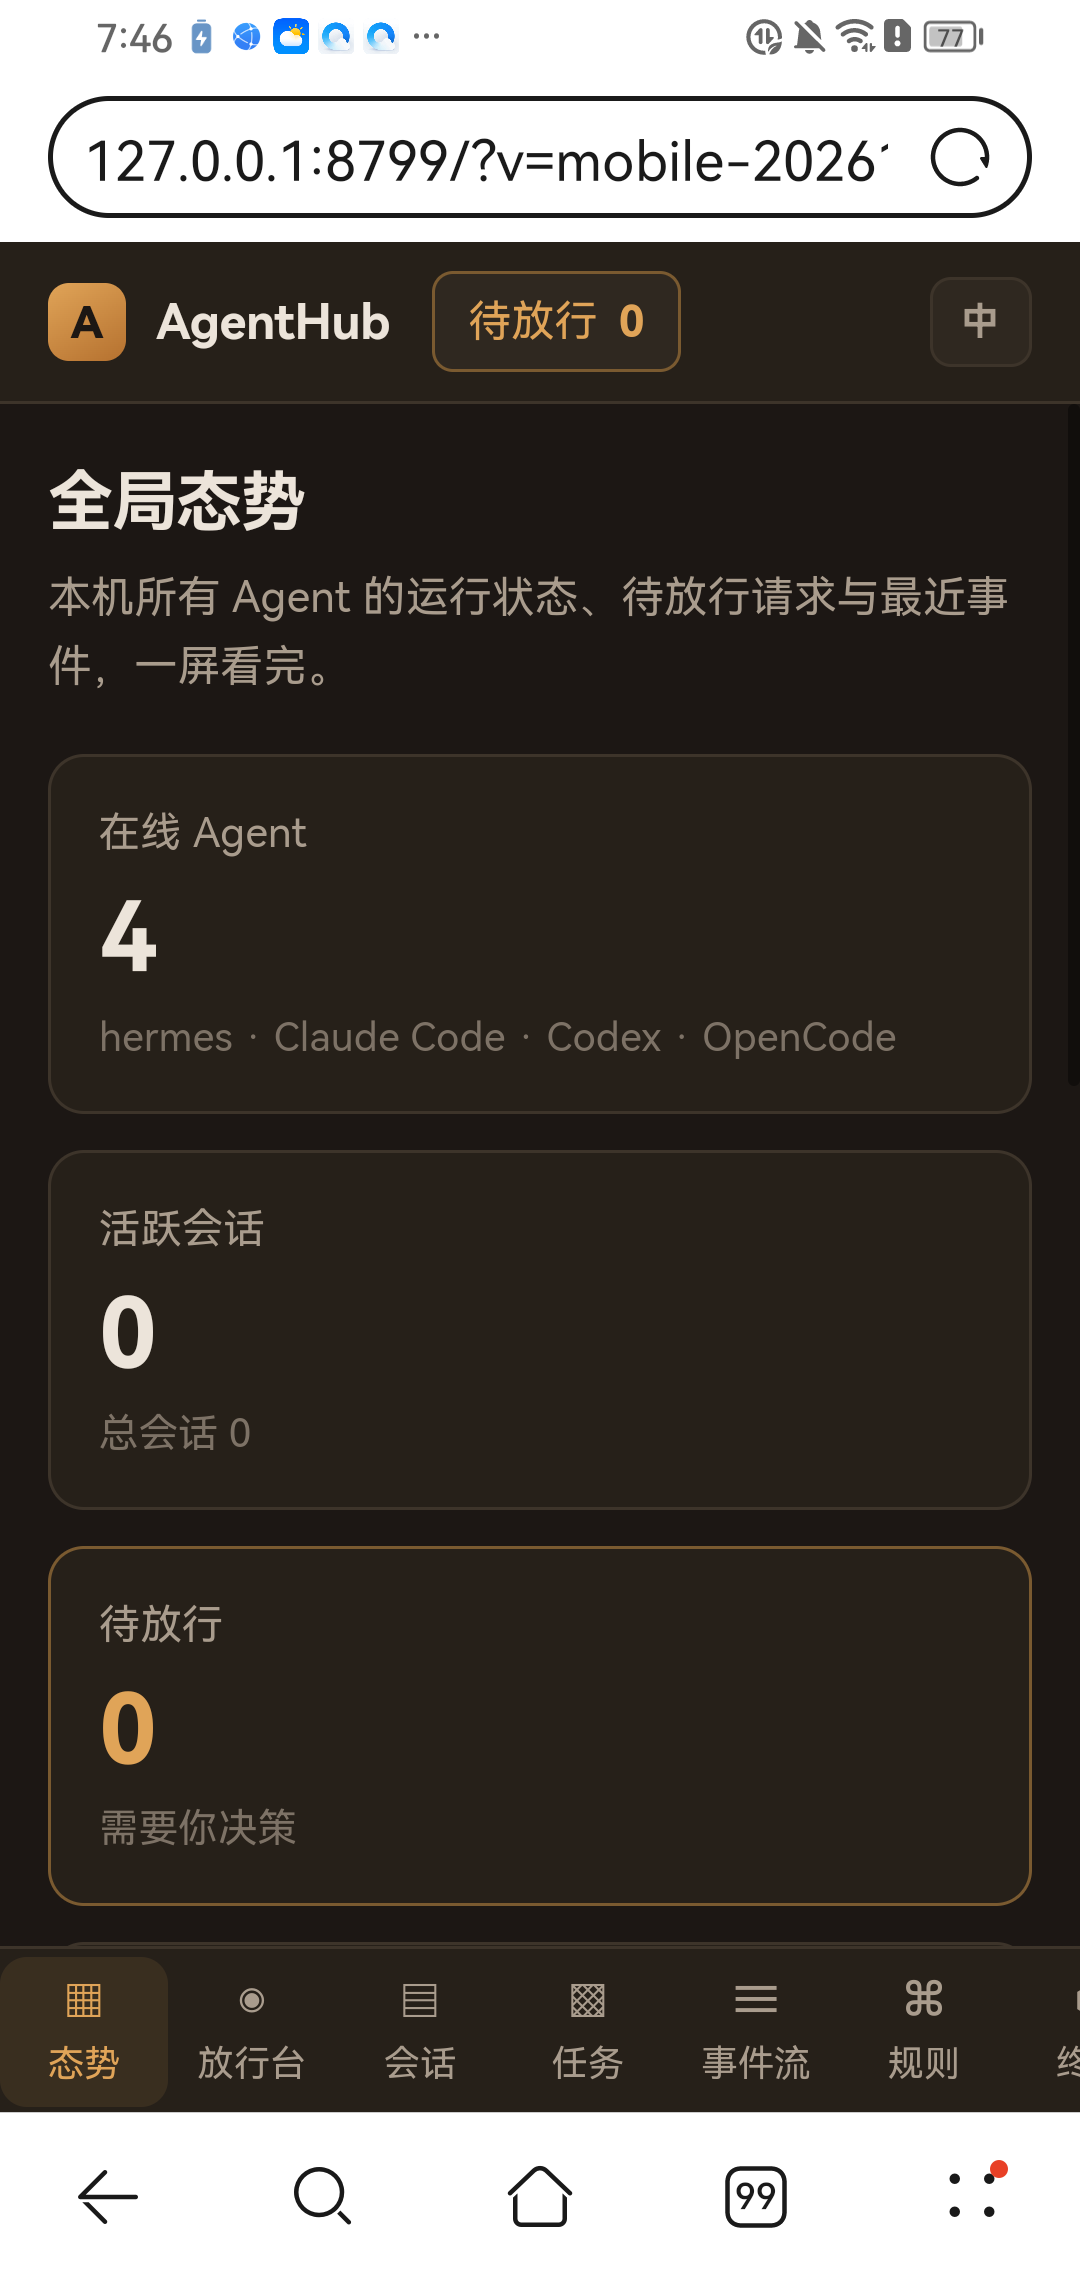 7:46
77
127.0.0.1:8799/?v=mobile-2026
A AgentHub 待放行 0 中
全局态势
本机所有 Agent 的运行状态、待放行请求与最近事
件，一屏看完。
在线 Agent
4
hermes · Claude Code · Codex · OpenCode
活跃会话
0
总会话 0
待放行
0
需要你决策
态势 放行台 会话 任务 事件流 规则
99